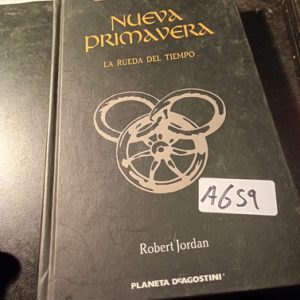 NUEVA
PRIMAVERA
LA RUEDA DEL TIEMPO
A659
Robert Jordan
PLANETA DEAGOSTINI